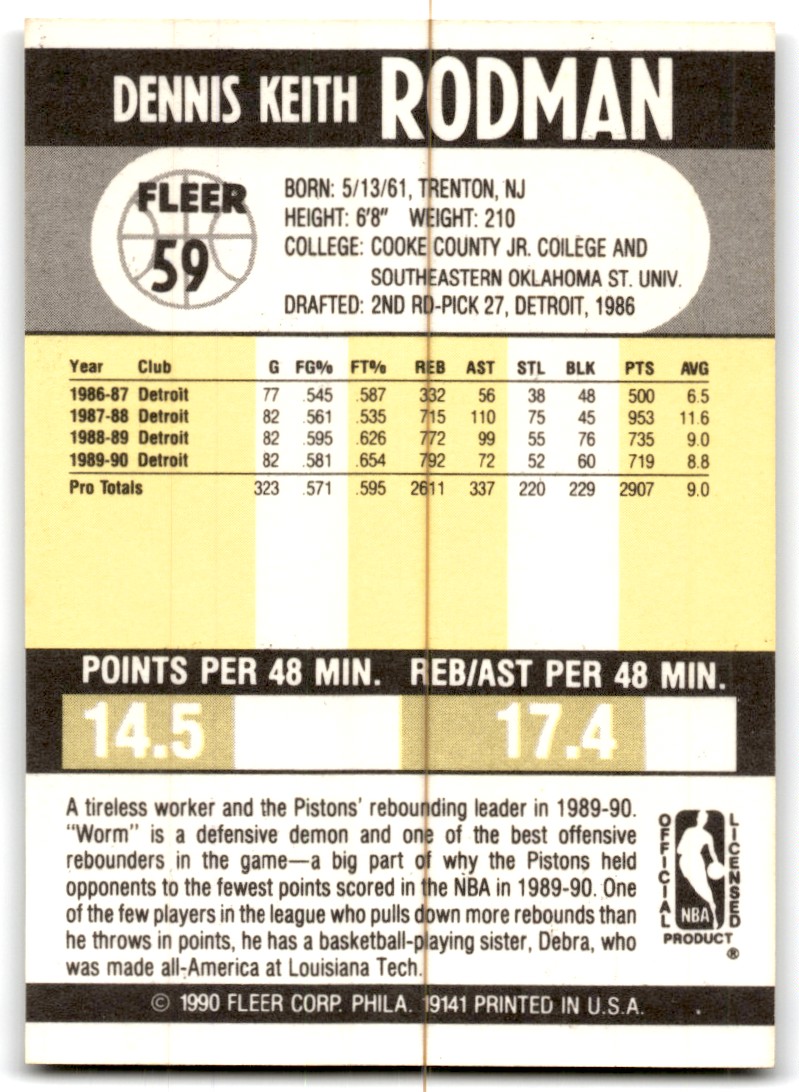 DENNIS KEITH RODMAN
FLEER
59
BORN: 5/13/61, TRENTON, NJ
HEIGHT: 6'8" WEIGHT: 210
COLLEGE: COOKE COUNTY JR. COILEGE AND
SOUTHEASTERN OKLAHOMA ST. UNIV.
DRAFTED: 2ND RD-PICK 27, DETROIT, 1986
Year Club G FG% FT% REB AST STL BLK PTS AVG
1986-87 Detroit 77 .545 .587 332 56 38 48 500 6.5
1987-88 Detroit 82 .561 .535 715 110 75 45 953 11.6
1988-89 Detroit 82 .595 .626 772 99 55 76 735 9.0
1989-90 Detroit 82 .581 .654 792 72 52 60 719 8.8
Pro Totals 323 .571 .595 2611 337 220 229 2907 9.0
POINTS PER 48 MIN. REB/AST PER 48 MIN.
14.5 17.4
A tireless worker and the Pistons' rebounding leader in 1989-90.
"Worm" is a defensive demon and one of the best offensive
rebounders in the game—a big part of why the Pistons held
opponents to the fewest points scored in the NBA in 1989-90. One
of the few players in the league who pulls down more rebounds than
he throws in points, he has a basketball-playing sister, Debra, who
was made all-America at Louisiana Tech.
OFFICIAL
NBA
LICENSED
PRODUCT
®
© 1990 FLEER CORP. PHILA. 19141 PRINTED IN U.S.A.